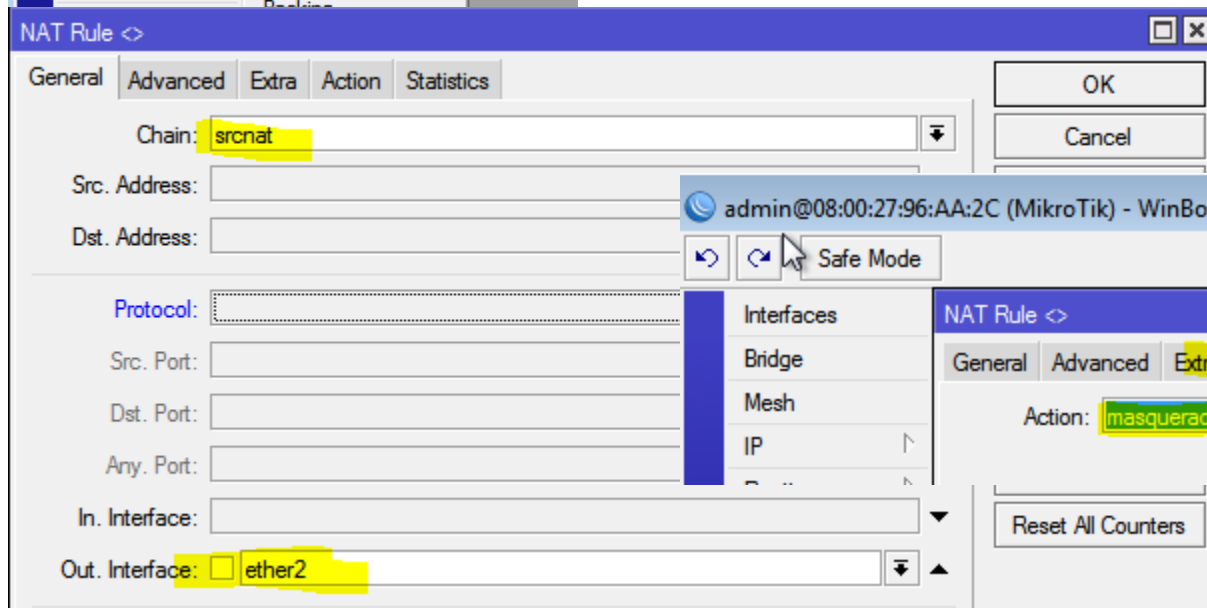 NAT Rule <>
General Advanced Extra Action Statistics
OK
Chain: srcnat
Cancel
Src. Address:
Dst. Address:
Protocol:
Src. Port:
Dst. Port:
Any. Port:
In. Interface:
Out. Interface: ether2
Reset All Counters
admin@08:00:27:96:AA:2C (MikroTik) - WinBo
Safe Mode
Interfaces
Bridge
Mesh
IP
NAT Rule <>
General Advanced Extr
Action: masquerad